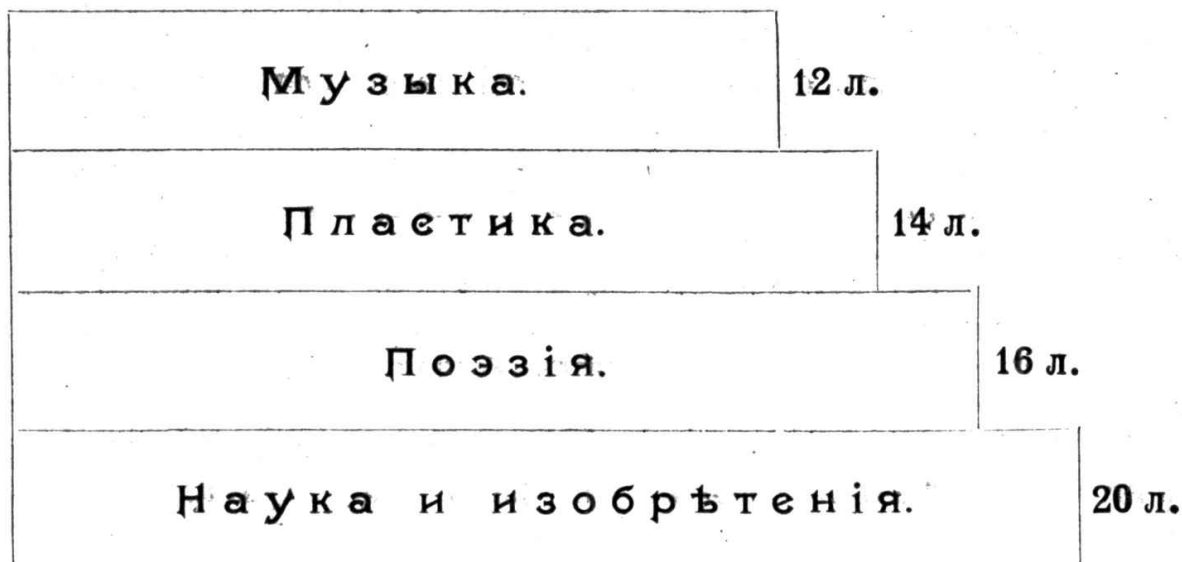 Музыка. 12 л.
Пластика. 14 л.
Поэзія. 16 л.
Наука и изобрѣтенія. 20 л.